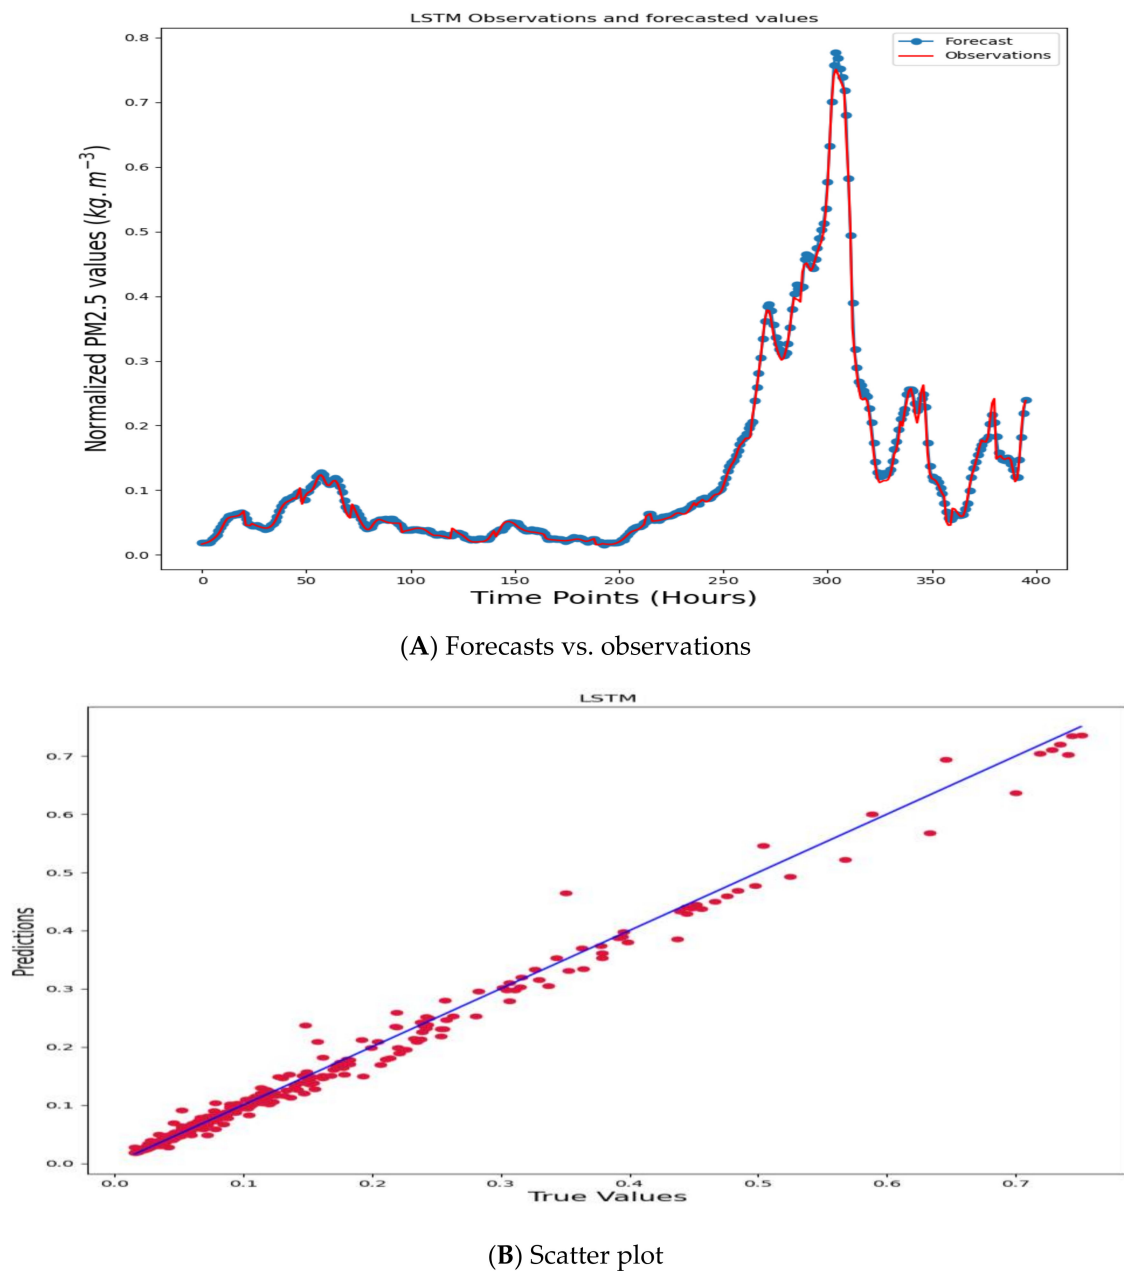 LSTM Observations and forecasted values
Forecast
Observations
0.8
0.7
0.6
0.5
0.4
0.3
0.2
0.1
0.0
Normalized PM2.5 values (kg.m⁻³)
0 50 100 150 200 250 300 350 400
Time Points (Hours)
(A) Forecasts vs. observations
LSTM
0.7
0.6
0.5
0.4
0.3
0.2
0.1
0.0
Predictions
0.0 0.1 0.2 0.3 0.4 0.5 0.6 0.7
True Values
(B) Scatter plot